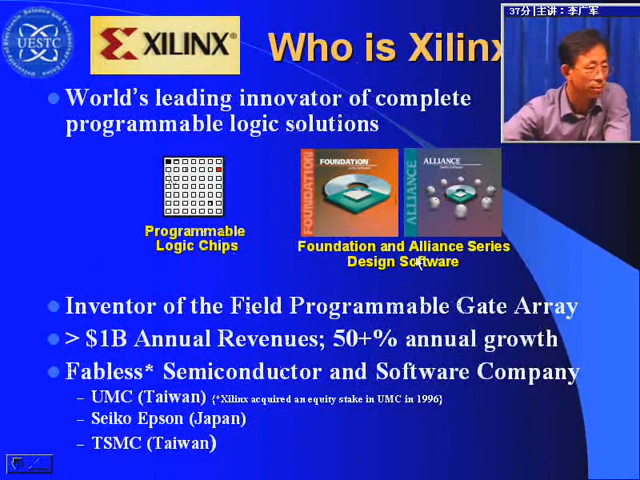 37分|主讲：李广军
UESTC
XILINX®
Who is Xilinx
World's leading innovator of complete
programmable logic solutions
FOUNDATION
FOUNDATION
ALLIANCE
ALLIANCE
Programmable
Logic Chips
Foundation and Alliance Series
Design Software
Inventor of the Field Programmable Gate Array
> $1B Annual Revenues; 50+% annual growth
Fabless* Semiconductor and Software Company
– UMC (Taiwan) {*Xilinx acquired an equity stake in UMC in 1996}
– Seiko Epson (Japan)
– TSMC (Taiwan)